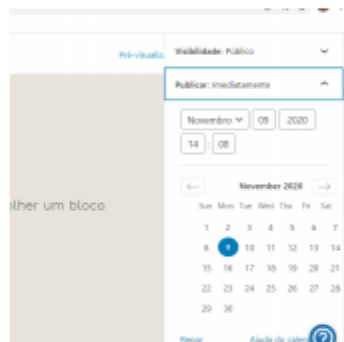 Visibilidade: Público
Pré-visualiz
Publicar: Imediatamente
Novembro 09 2020
14 : 08
lher um bloco
November 2020
Sun Mon Tue Wed Thu Fri Sat
1 2 3 4 5 6 7
8 9 10 11 12 13 14
15 16 17 18 19 20 21
22 23 24 25 26 27 28
29 30
Repor Ajuda do calen